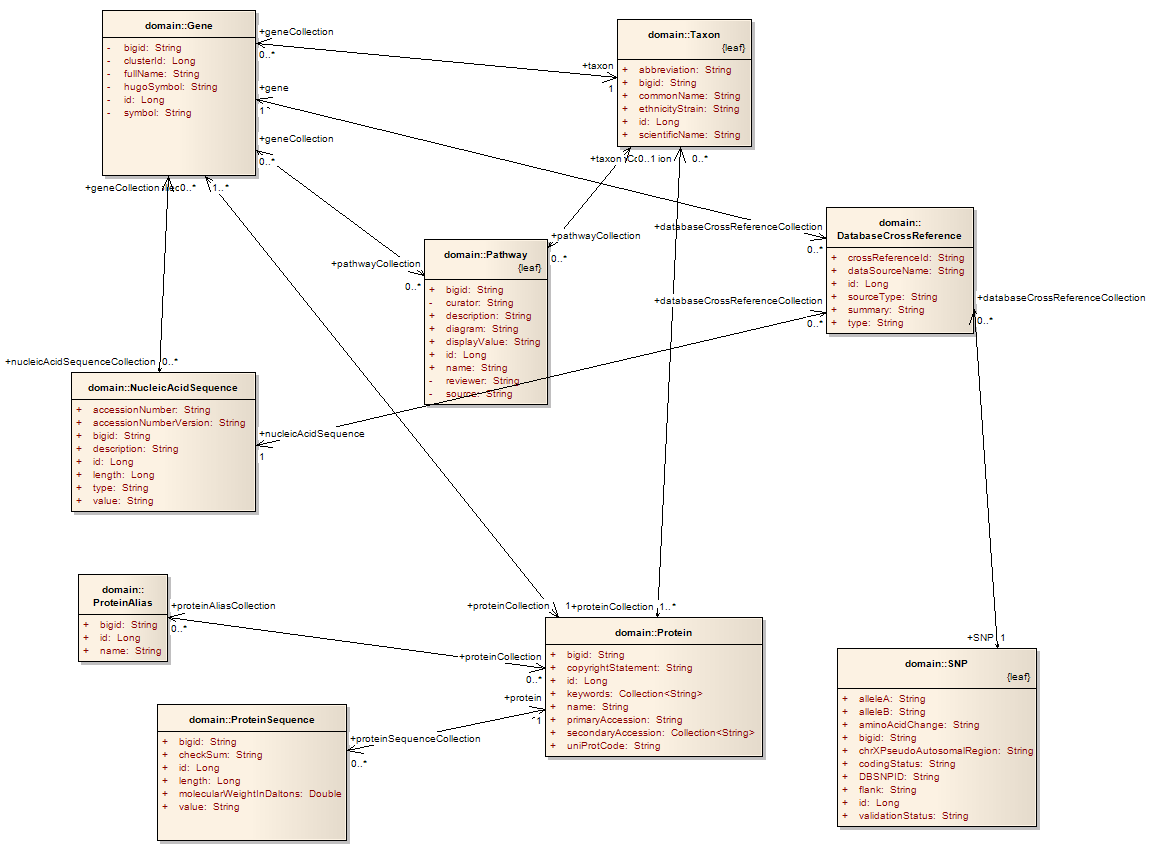 domain::Gene
- bigid: String
- clusterId: Long
- fullName: String
- hugoSymbol: String
- id: Long
- symbol: String
+geneCollection
0..*
+taxon
1
domain::Taxon
{leaf}
+ abbreviation: String
+ bigid: String
+ commonName: String
+ ethnicityStrain: String
+ id: Long
+ scientificName: String
+gene
1
+geneCollection
0..*
+geneCollection
0..*
1..*
+taxon
0..1
0..*
+pathwayCollection
0..*
+pathwayCollection
0..*
domain::Pathway
{leaf}
+ bigid: String
- curator: String
+ description: String
+ diagram: String
+ displayValue: String
+ id: Long
+ name: String
- reviewer: String
- source: String
+databaseCrossReferenceCollection
0..*
+databaseCrossReferenceCollection
0..*
domain::
DatabaseCrossReference
+ crossReferenceId: String
+ dataSourceName: String
+ id: Long
+ sourceType: String
+ summary: String
+ type: String
+databaseCrossReferenceCollection
0..*
+nucleicAcidSequenceCollection
0..*
domain::NucleicAcidSequence
+ accessionNumber: String
+ accessionNumberVersion: String
+ bigid: String
+ description: String
+ id: Long
+ length: Long
+ type: String
+ value: String
+nucleicAcidSequence
1
domain::
ProteinAlias
+ bigid: String
+ id: Long
+ name: String
+proteinAliasCollection
0..*
+proteinCollection
1
+proteinCollection
1..*
+proteinCollection
0..*
+protein
1
domain::Protein
+ bigid: String
+ copyrightStatement: String
+ id: Long
+ keywords: Collection<String>
+ name: String
+ primaryAccession: String
+ secondaryAccession: Collection<String>
+ uniProtCode: String
domain::ProteinSequence
+ bigid: String
+ checkSum: String
+ id: Long
+ length: Long
+ molecularWeightInDaltons: Double
+ value: String
+proteinSequenceCollection
0..*
+SNP
1
domain::SNP
{leaf}
+ alleleA: String
+ alleleB: String
+ aminoAcidChange: String
+ bigid: String
+ chrXPseudoAutosomalRegion: String
+ codingStatus: String
+ DBSNPID: String
+ flank: String
+ id: Long
+ validationStatus: String